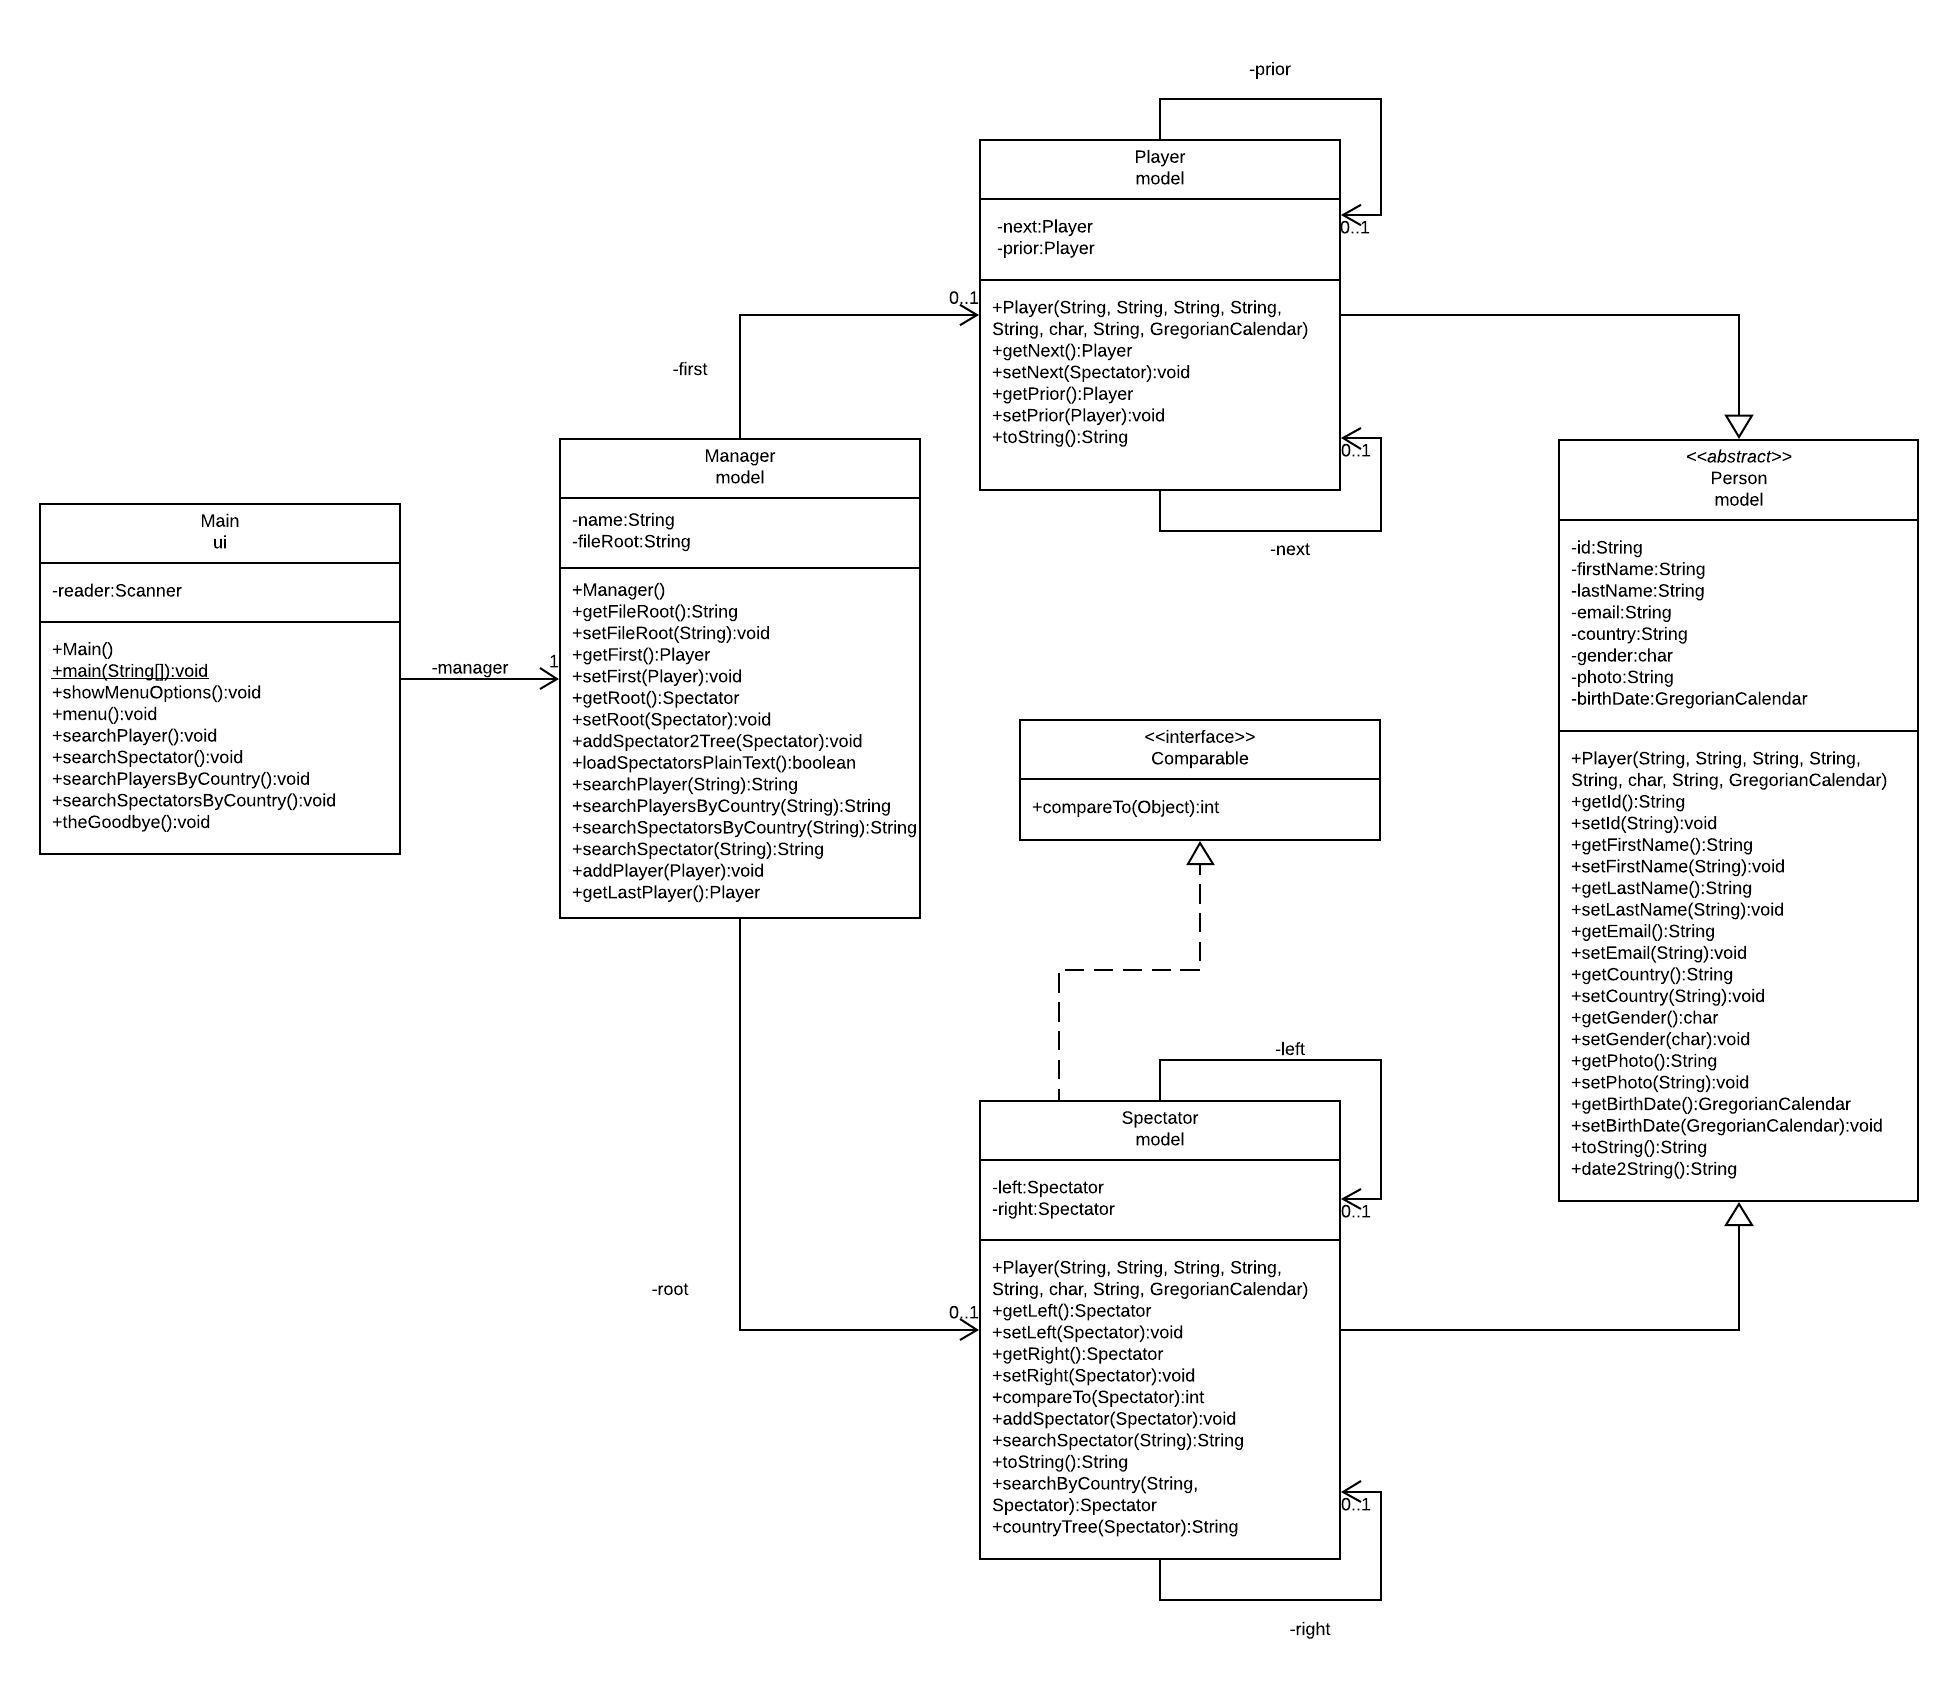 -prior
Player
model
-next:Player
-prior:Player
+Player(String, String, String, String,
String, char, String, GregorianCalendar)
+getNext():Player
+setNext(Spectator):void
+getPrior():Player
+setPrior(Player):void
+toString():String
0..1
0..1
-next
0..1
-first
Manager
model
-name:String
-fileRoot:String
+Manager()
+getFileRoot():String
+setFileRoot(String):void
+getFirst():Player
+setFirst(Player):void
+getRoot():Spectator
+setRoot(Spectator):void
+addSpectator2Tree(Spectator):void
+loadSpectatorsPlainText():boolean
+searchPlayer(String):String
+searchPlayersByCountry(String):String
+searchSpectatorsByCountry(String):String
+searchSpectator(String):String
+addPlayer(Player):void
+getLastPlayer():Player
Main
ui
-reader:Scanner
+Main()
+main(String[]):void
+showMenuOptions():void
+menu():void
+searchPlayer():void
+searchSpectator():void
+searchPlayersByCountry():void
+searchSpectatorsByCountry():void
+theGoodbye():void
-manager
1
<<interface>>
Comparable
+compareTo(Object):int
<<abstract>>
Person
model
-id:String
-firstName:String
-lastName:String
-email:String
-country:String
-gender:char
-photo:String
-birthDate:GregorianCalendar
+Player(String, String, String, String,
String, char, String, GregorianCalendar)
+getId():String
+setId(String):void
+getFirstName():String
+setFirstName(String):void
+getLastName():String
+setLastName(String):void
+getEmail():String
+setEmail(String):void
+getCountry():String
+setCountry(String):void
+getGender():char
+setGender(char):void
+getPhoto():String
+setPhoto(String):void
+getBirthDate():GregorianCalendar
+setBirthDate(GregorianCalendar):void
+toString():String
+date2String():String
-left
Spectator
model
-left:Spectator
-right:Spectator
+Player(String, String, String, String,
String, char, String, GregorianCalendar)
+getLeft():Spectator
+setLeft(Spectator):void
+getRight():Spectator
+setRight(Spectator):void
+compareTo(Spectator):int
+addSpectator(Spectator):void
+searchSpectator(String):String
+toString():String
+searchByCountry(String,
Spectator):Spectator
+countryTree(Spectator):String
0..1
-root
0..1
0..1
-right